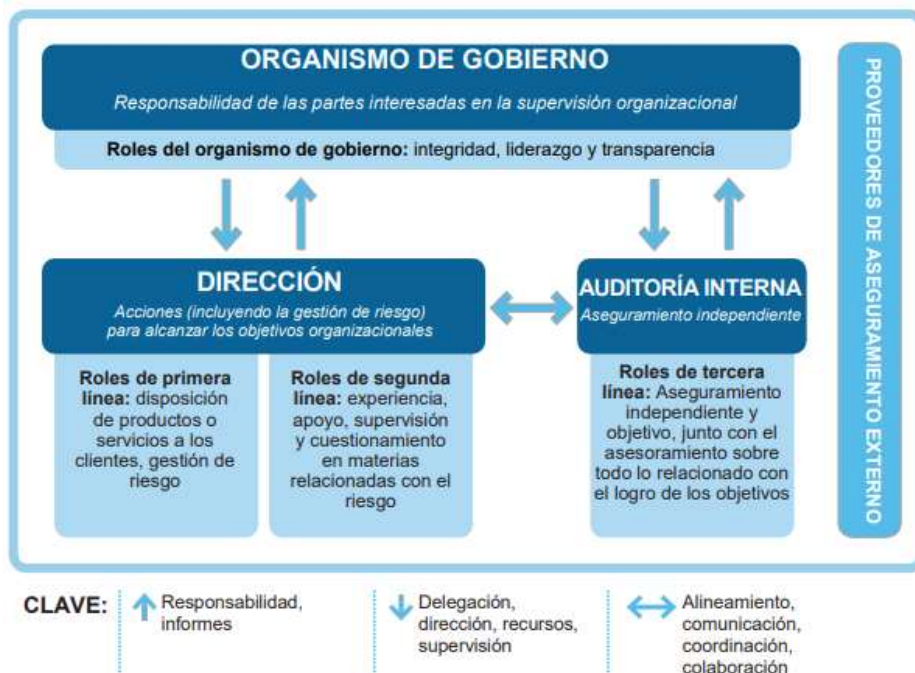 ORGANISMO DE GOBIERNO
Responsabilidad de las partes interesadas en la supervisión organizacional
Roles del organismo de gobierno: integridad, liderazgo y transparencia
DIRECCIÓN
Acciones (incluyendo la gestión de riesgo)
para alcanzar los objetivos organizacionales
Roles de primera
línea: disposición
de productos o
servicios a los
clientes, gestión de
riesgo
Roles de segunda
línea: experiencia,
apoyo, supervisión
y cuestionamiento
en materias
relacionadas con el
riesgo
AUDITORÍA INTERNA
Aseguramiento independiente
Roles de tercera
línea: Aseguramiento
independiente y
objetivo, junto con el
asesoramiento sobre
todo lo relacionado con
el logro de los objetivos
PROVEEDORES DE ASEGURAMIENTO EXTERNO
CLAVE:
Responsabilidad,
informes
Delegación,
dirección, recursos,
supervisión
Alineamiento,
comunicación,
coordinación,
colaboración